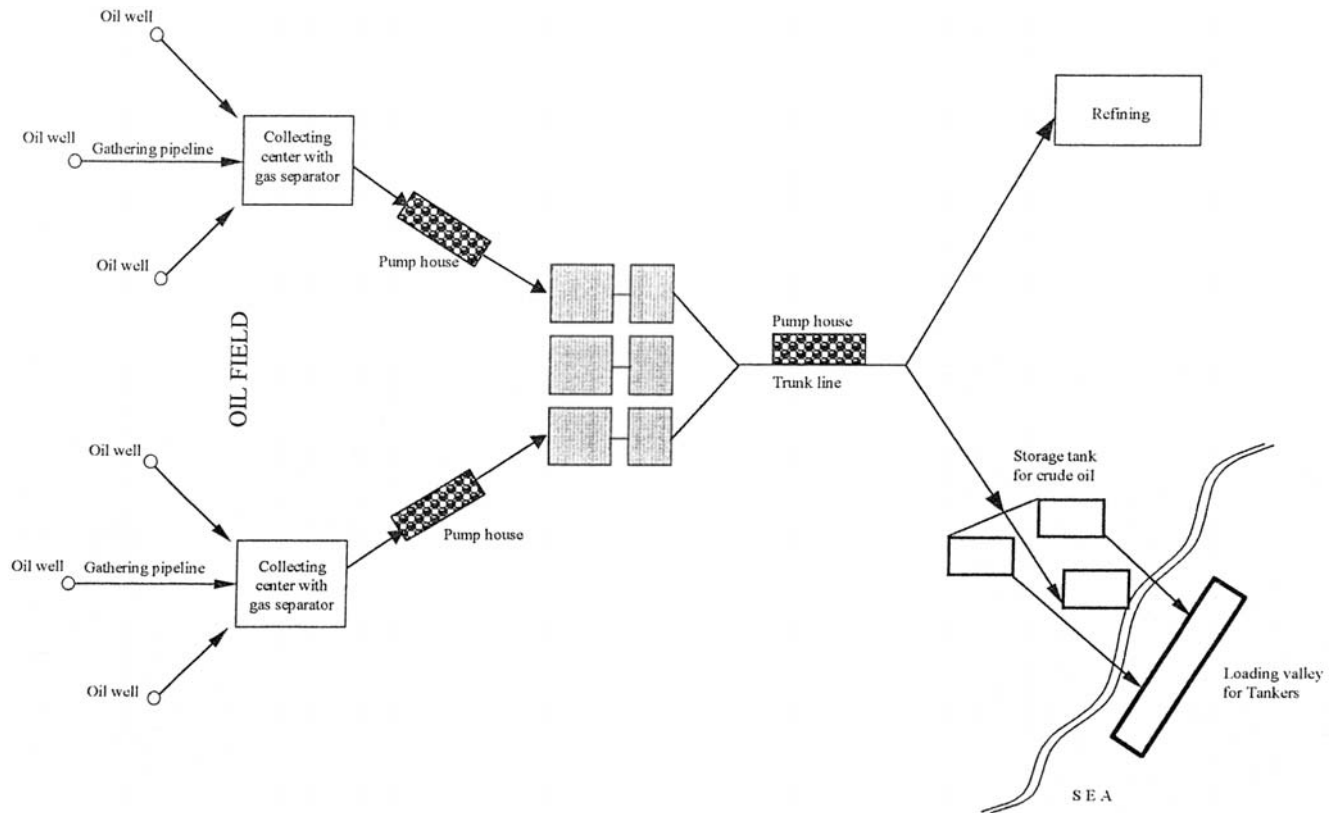 Oil well
Oil well
Gathering pipeline
Collecting
center with
gas separator
Oil well
Pump house
OIL FIELD
Refining
Pump house
Trunk line
Oil well
Oil well
Gathering pipeline
Collecting
center with
gas separator
Oil well
Pump house
Storage tank
for crude oil
Loading valley
for Tankers
S E A